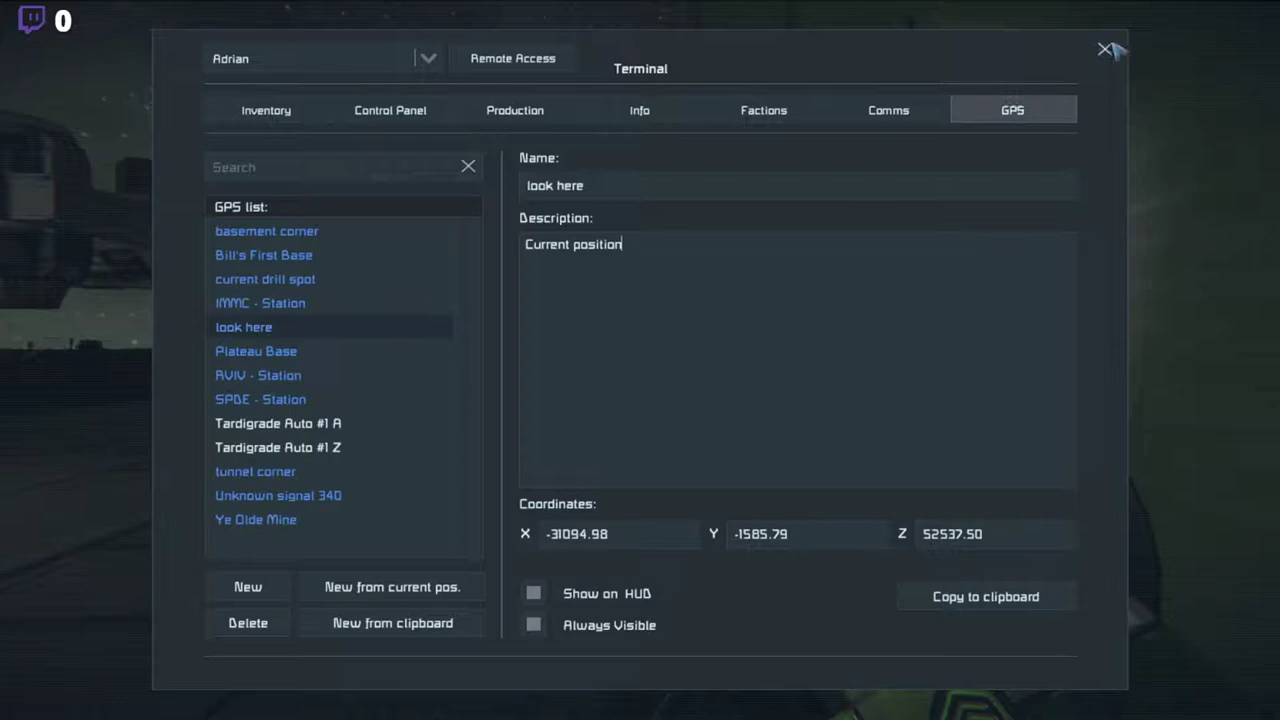 0
Adrian
Remote Access
Terminal
Inventory
Control Panel
Production
Info
Factions
Comms
GPS
Search
GPS list:
basement corner
Bill's First Base
current drill spot
IMMC - Station
look here
Plateau Base
RVIV - Station
SPBE - Station
Tardigrade Auto #1 A
Tardigrade Auto #1 Z
tunnel corner
Unknown signal 340
Ye Olde Mine
New
New from current pos.
Delete
New from clipboard
Name:
look here
Description:
Current position
Coordinates:
X -31094.98 Y -1585.79 Z 52537.50
Show on HUD
Always Visible
Copy to clipboard